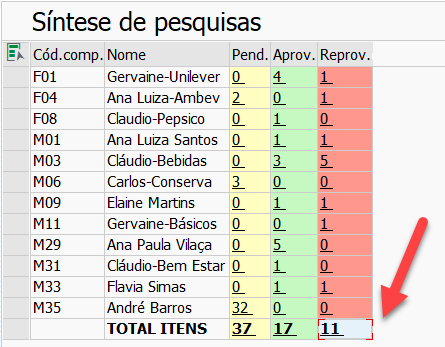 Síntese de pesquisas
Cód.comp. Nome Pend. Aprov. Reprov.
F01 Gervaine-Unilever 0 4 1
F04 Ana Luiza-Ambev 2 0 1
F08 Claudio-Pepsico 0 1 0
M01 Ana Luiza Santos 0 1 1
M03 Cláudio-Bebidas 0 3 5
M06 Carlos-Conserva 3 0 0
M09 Elaine Martins 0 1 1
M11 Gervaine-Básicos 0 0 1
M29 Ana Paula Vilaça 0 5 0
M31 Cláudio-Bem Estar 0 1 0
M33 Flavia Simas 0 1 1
M35 André Barros 32 0 0
TOTAL ITENS 37 17 11